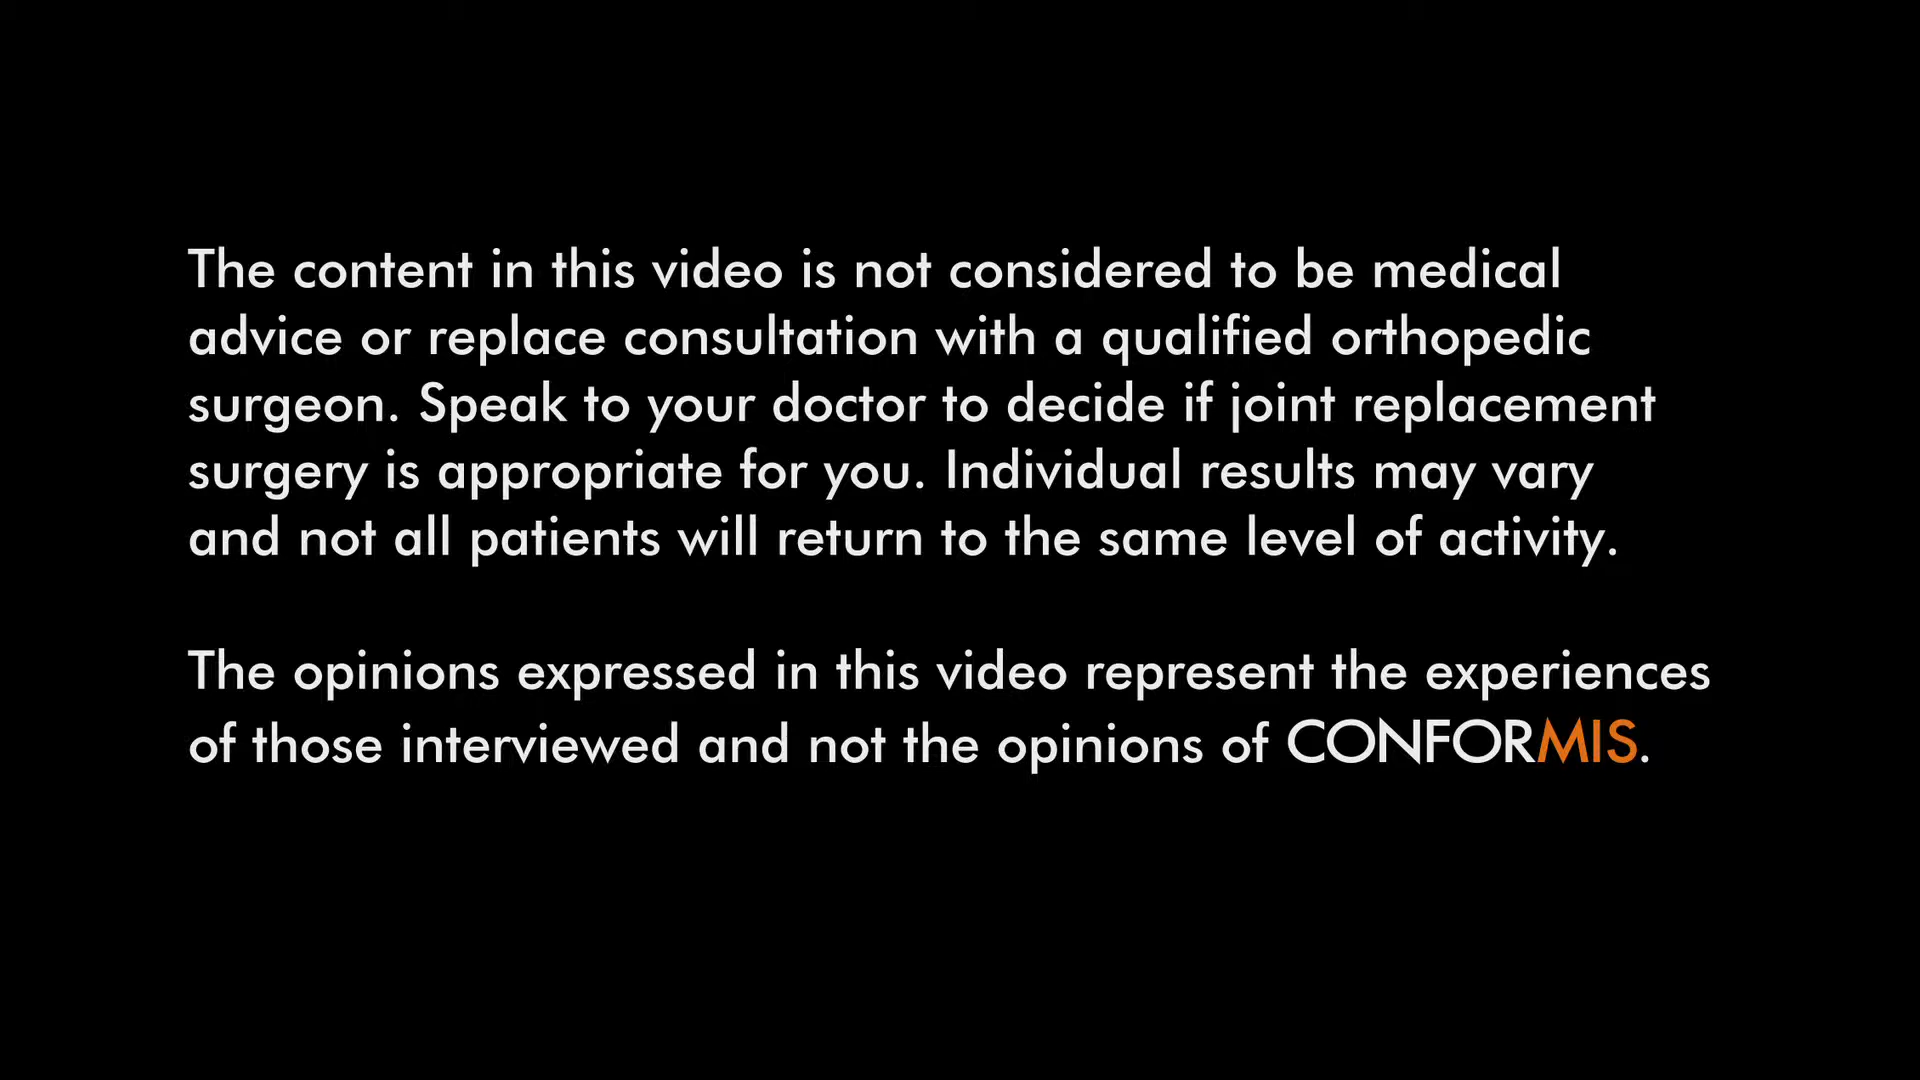 The content in this video is not considered to be medical
advice or replace consultation with a qualified orthopedic
surgeon. Speak to your doctor to decide if joint replacement
surgery is appropriate for you. Individual results may vary
and not all patients will return to the same level of activity.
The opinions expressed in this video represent the experiences
of those interviewed and not the opinions of CONFORMIS.